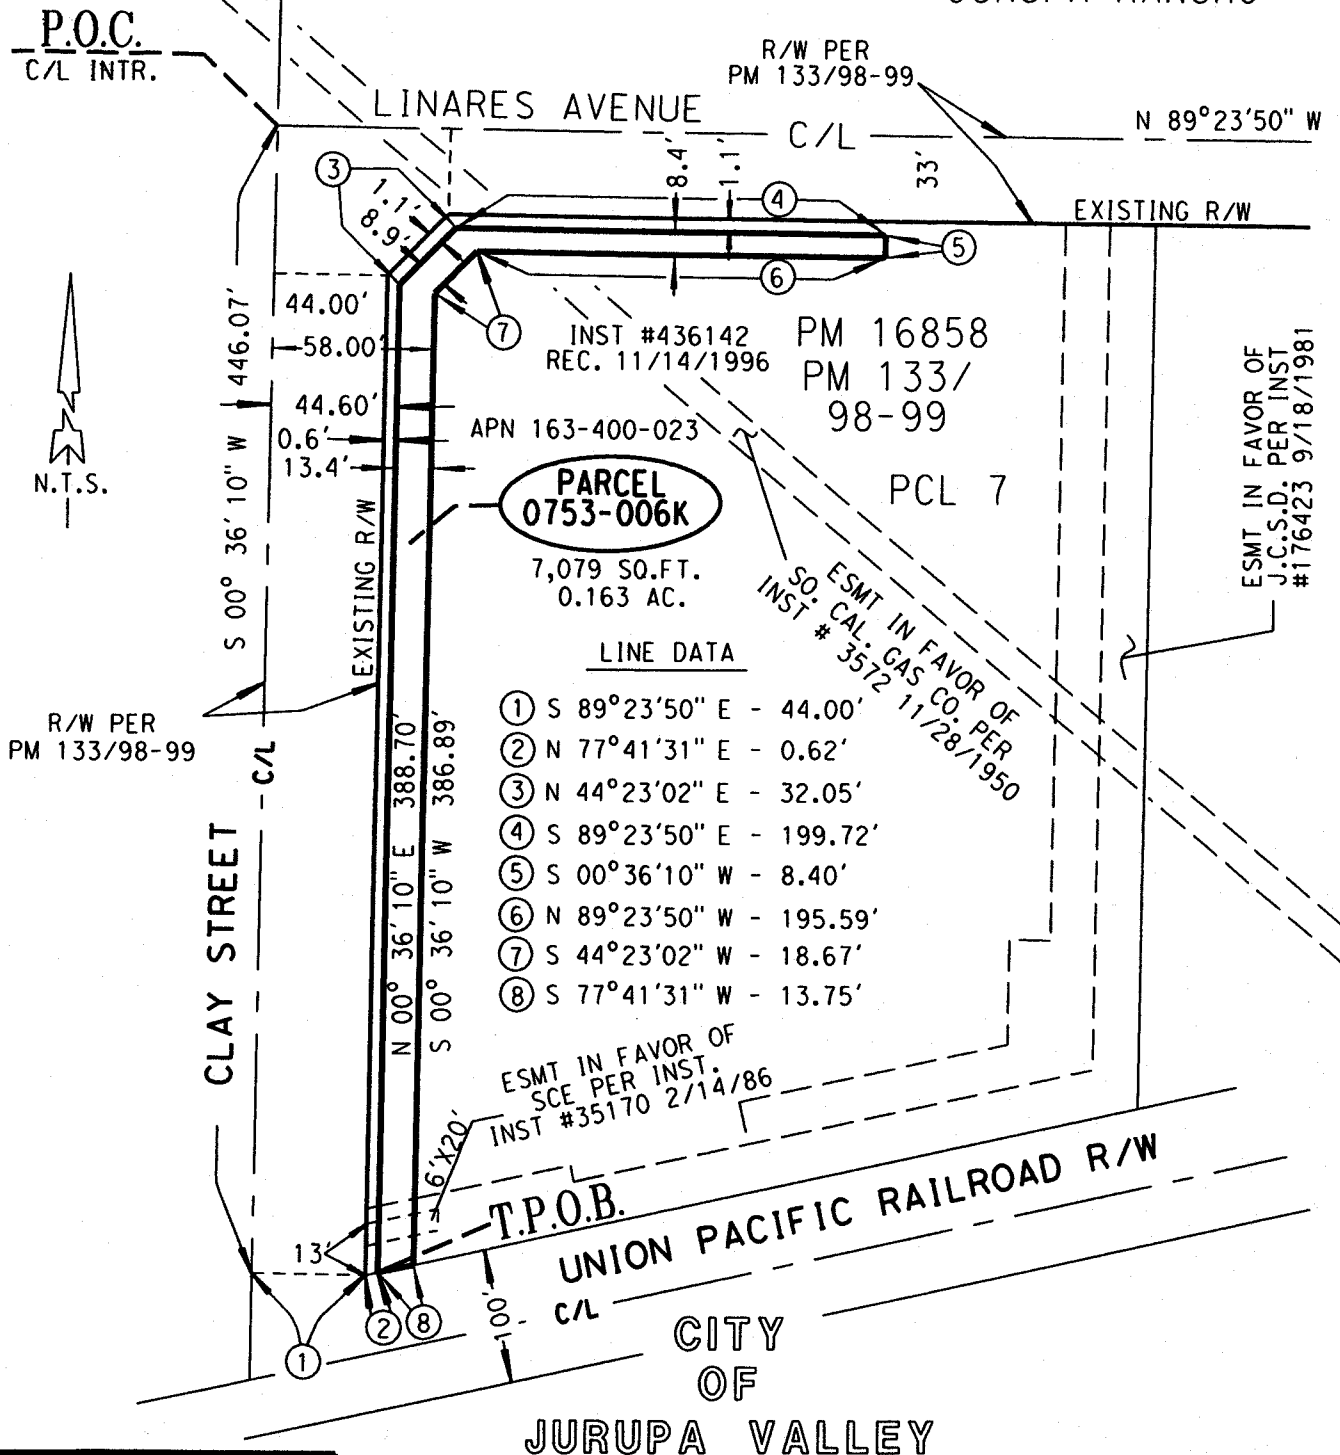 P.O.C.
C/L INTR.
R/W PER
PM 133/98-99
LINARES AVENUE
C/L
N 89°23'50" W
3
1.1'
8.9'
8.4'
1.1'
33'
4
EXISTING R/W
5
6
7
446.07'
S 00° 36' 10" W
44.00'
58.00'
44.60'
0.6'
13.4'
INST #436142
REC. 11/14/1996
PM 16858
PM 133/
98-99
APN 163-400-023
PCL 7
N.T.S.
PARCEL
0753-006K
7,079 SQ.FT.
0.163 AC.
EXISTING R/W
ESMT IN FAVOR OF
J.C.S.D. PER INST
#176423 9/18/1981
ESMT IN FAVOR OF
SO. CAL. GAS CO. PER
INST # 3572 11/28/1950
R/W PER
PM 133/98-99
C/L
CLAY STREET
N 00° 36' 10" E 388.70'
S 00° 36' 10" W 386.89'
LINE DATA
1 S 89°23'50" E - 44.00'
2 N 77°41'31" E - 0.62'
3 N 44°23'02" E - 32.05'
4 S 89°23'50" E - 199.72'
5 S 00°36'10" W - 8.40'
6 N 89°23'50" W - 195.59'
7 S 44°23'02" W - 18.67'
8 S 77°41'31" W - 13.75'
ESMT IN FAVOR OF
SCE PER INST.
INST #35170 2/14/86
6'X20'
T.P.O.B.
13'
UNION PACIFIC RAILROAD R/W
C/L
100'
1
2
8
CITY
OF
JURUPA VALLEY